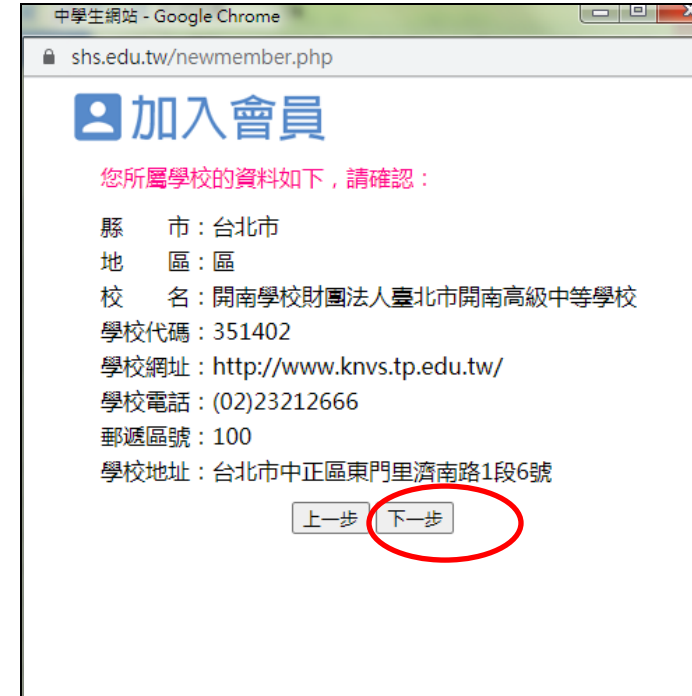 中學生網站 - Google Chrome
shs.edu.tw/newmember.php
加入會員
您所屬學校的資料如下，請確認：
縣　　市：台北市
地　　區：區
校　　名：開南學校財團法人臺北市開南高級中等學校
學校代碼：351402
學校網址：http://www.knvs.tp.edu.tw/
學校電話：(02)23212666
郵遞區號：100
學校地址：台北市中正區東門里濟南路1段6號
上一步 下一步